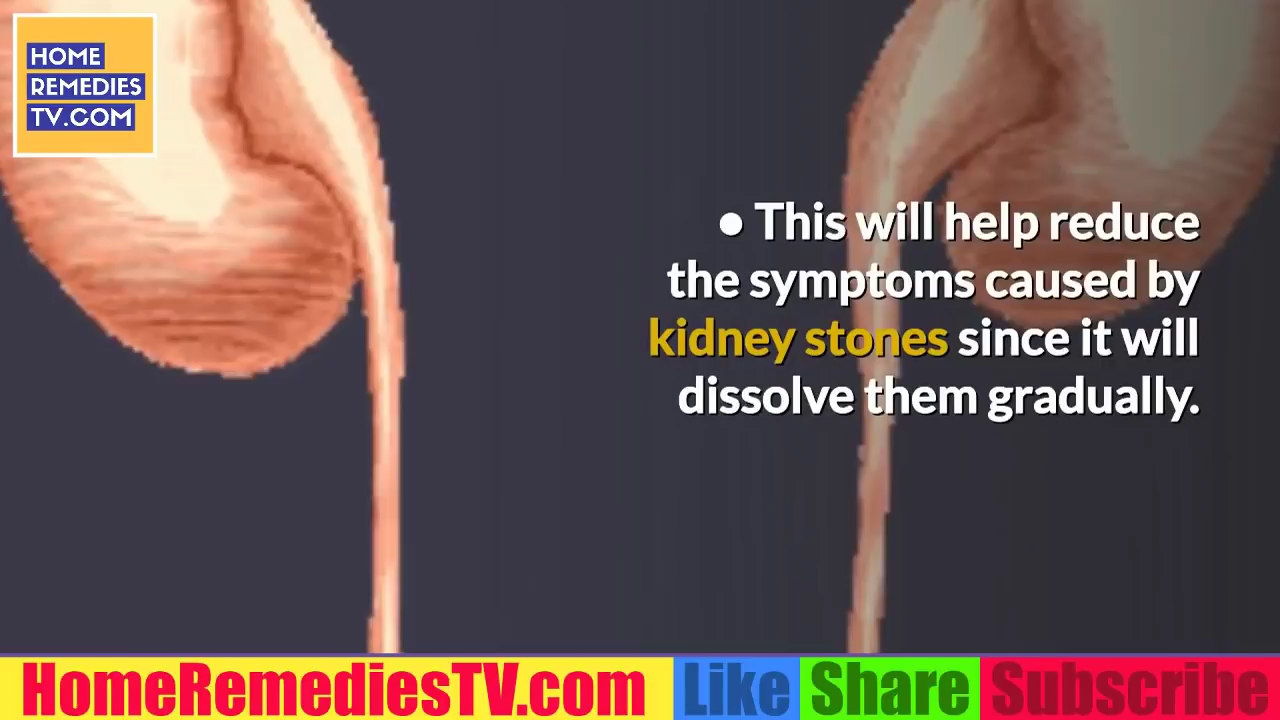 HOME
REMEDIES
TV.COM
• This will help reduce
the symptoms caused by
kidney stones since it will
dissolve them gradually.
HomeRemediesTV.com Like Share Subscribe